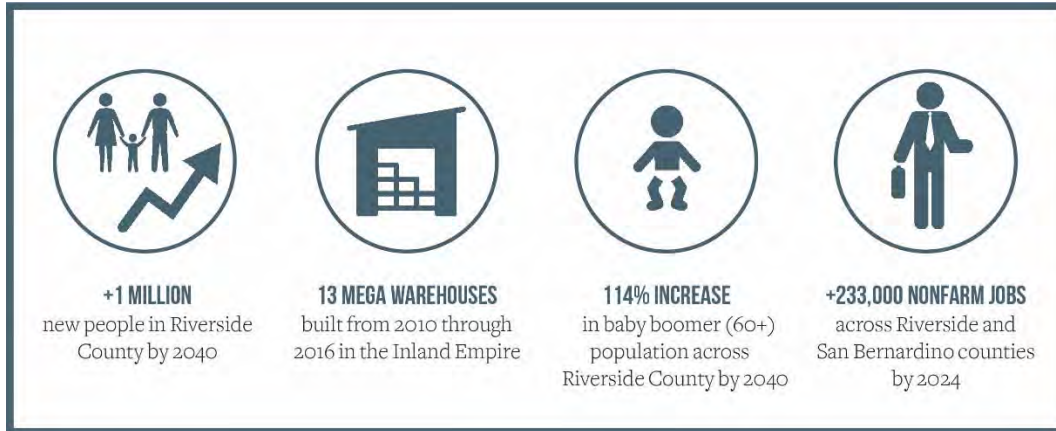 +1 MILLION
new people in Riverside
County by 2040
13 MEGA WAREHOUSES
built from 2010 through
2016 in the Inland Empire
114% INCREASE
in baby boomer (60+)
population across
Riverside County by 2040
+233,000 NONFARM JOBS
across Riverside and
San Bernardino counties
by 2024